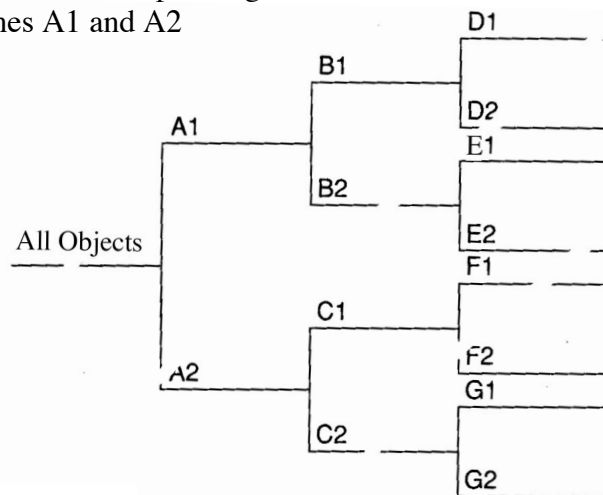 nes A1 and A2
D1
B1
D2
A1
E1
B2
All Objects
E2
F1
C1
F2
A2
G1
C2
G2